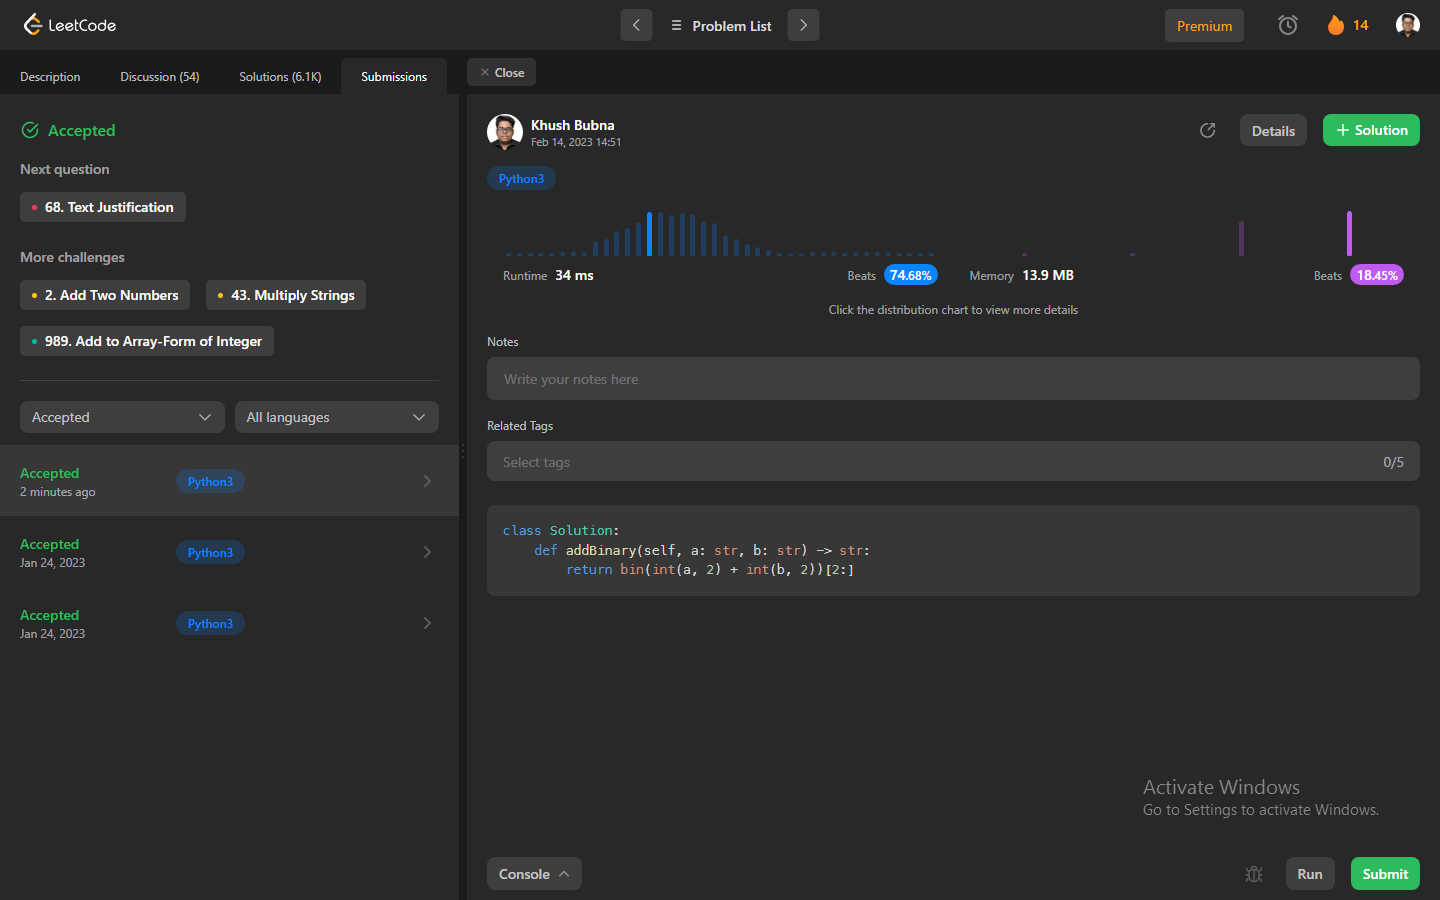 LeetCode
Problem List
Premium
14
Description
Discussion (54)
Solutions (6.1K)
Submissions
Close
Accepted
Next question
68. Text Justification
More challenges
2. Add Two Numbers
43. Multiply Strings
989. Add to Array-Form of Integer
Accepted
All languages
Accepted
2 minutes ago
Python3
Accepted
Jan 24, 2023
Python3
Accepted
Jan 24, 2023
Python3
Khush Bubna
Feb 14, 2023 14:51
Details
+ Solution
Python3
Runtime 34 ms
Beats 74.68%
Memory 13.9 MB
Beats 18.45%
Click the distribution chart to view more details
Notes
Write your notes here
Related Tags
Select tags
0/5
class Solution:
    def addBinary(self, a: str, b: str) -> str:
        return bin(int(a, 2) + int(b, 2))[2:]
Activate Windows
Go to Settings to activate Windows.
Console
Run
Submit